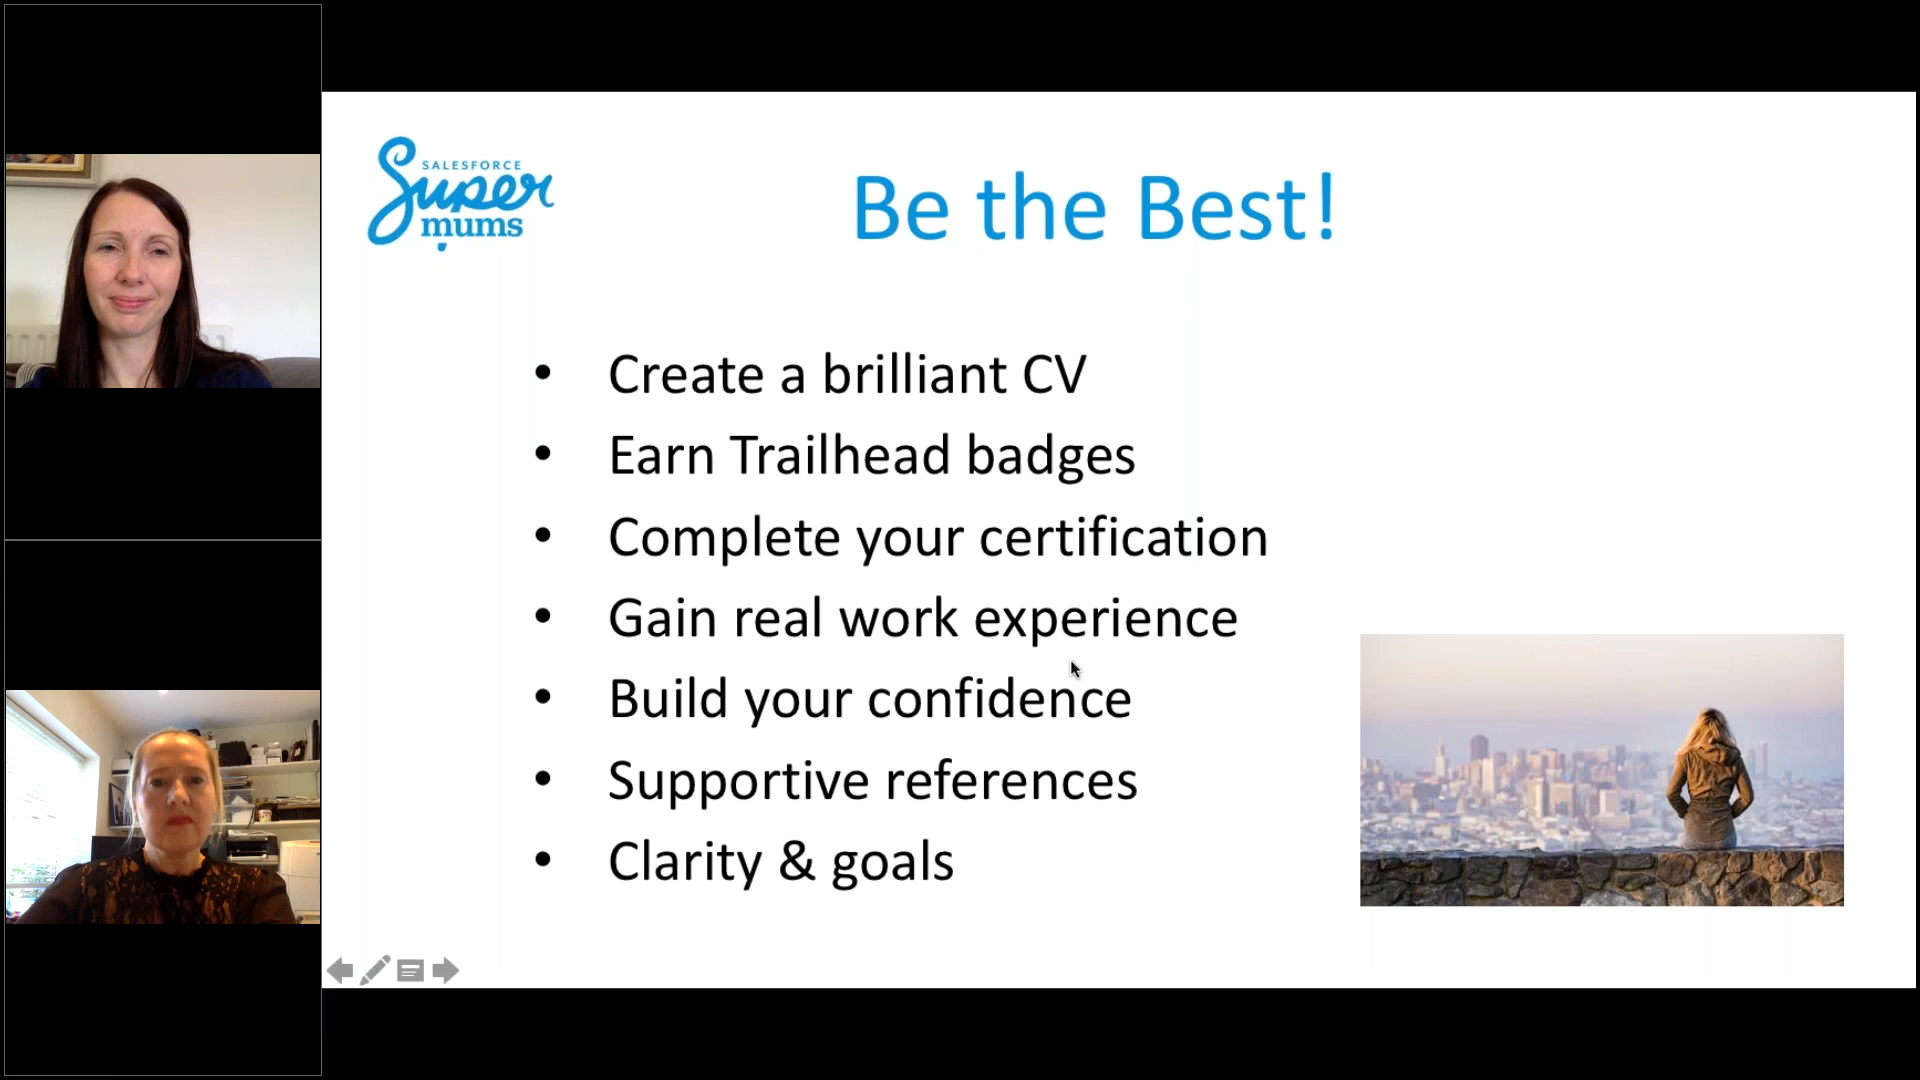 SALESFORCE
Super
mums
Be the Best!
• Create a brilliant CV
• Earn Trailhead badges
• Complete your certification
• Gain real work experience
• Build your confidence
• Supportive references
• Clarity & goals